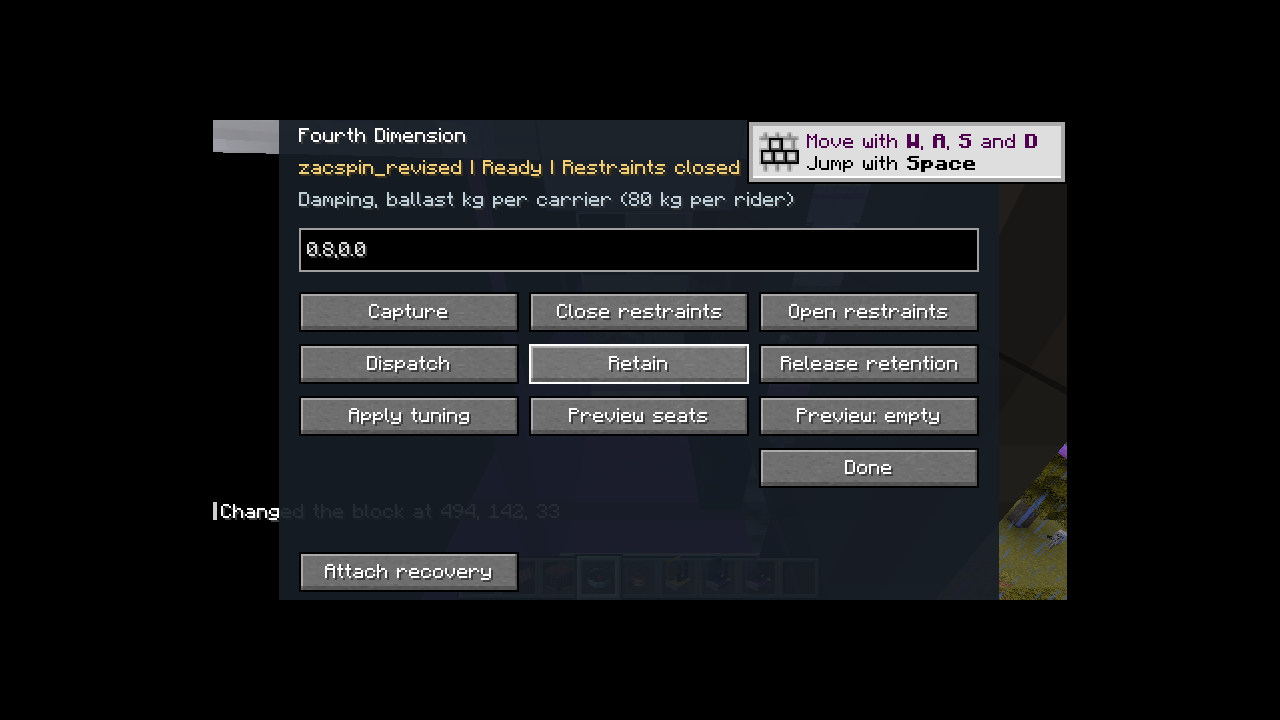 Fourth Dimension
Move with W, A, S and D
Jump with Space
zacspin_revised | Ready | Restraints closed
Damping, ballast kg per carrier (80 kg per rider)
0.8,0.0
Capture
Close restraints
Open restraints
Dispatch
Retain
Release retention
Apply tuning
Preview seats
Preview: empty
Done
Changed the block at 494, 142, 33
Attach recovery